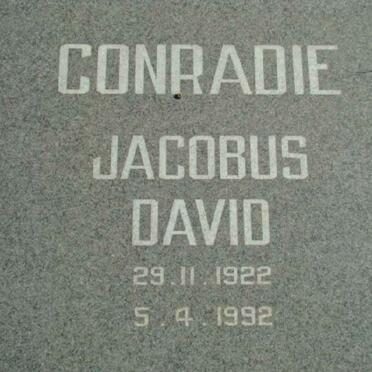 CONRADIE
JACOBUS
DAVID
29.11.1922
5.4.1992